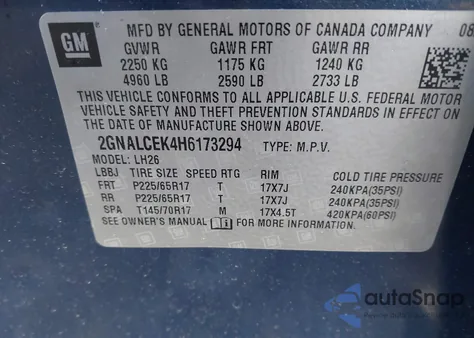 GM
MFD BY GENERAL MOTORS OF CANADA COMPANY 08
GVWR GAWR FRT GAWR RR
2250 KG 1175 KG 1240 KG
4960 LB 2590 LB 2733 LB
THIS VEHICLE CONFORMS TO ALL APPLICABLE U.S. FEDERAL MOTOR
VEHICLE SAFETY AND THEFT PREVENTION STANDARDS IN EFFECT ON
THE DATE OF MANUFACTURE SHOWN ABOVE.
2GNALCEK4H6173294 TYPE: M.P.V.
MODEL: LH26
LBBJ TIRE SIZE SPEED RTG RIM COLD TIRE PRESSURE
FRT P225/65R17 T 17X7J 240KPA(35PSI)
RR P225/65R17 T 17X7J 240KPA(35PSI)
SPA T145/70R17 M 17X4.5T 420KPA(60PSI)
SEE OWNER'S MANUAL FOR MORE INFORMATION
autoSnap